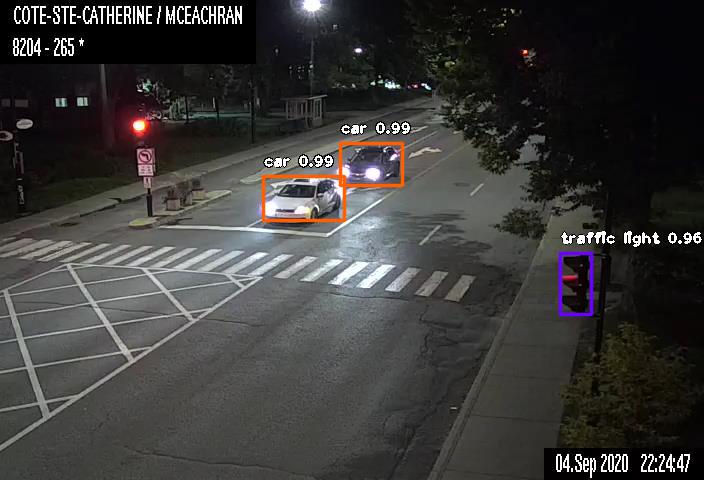 COTE-STE-CATHERINE / MCEACHRAN
8204 - 265 *
car 0.99
car 0.99
traffic light 0.96
04.Sep 2020 22:24:47